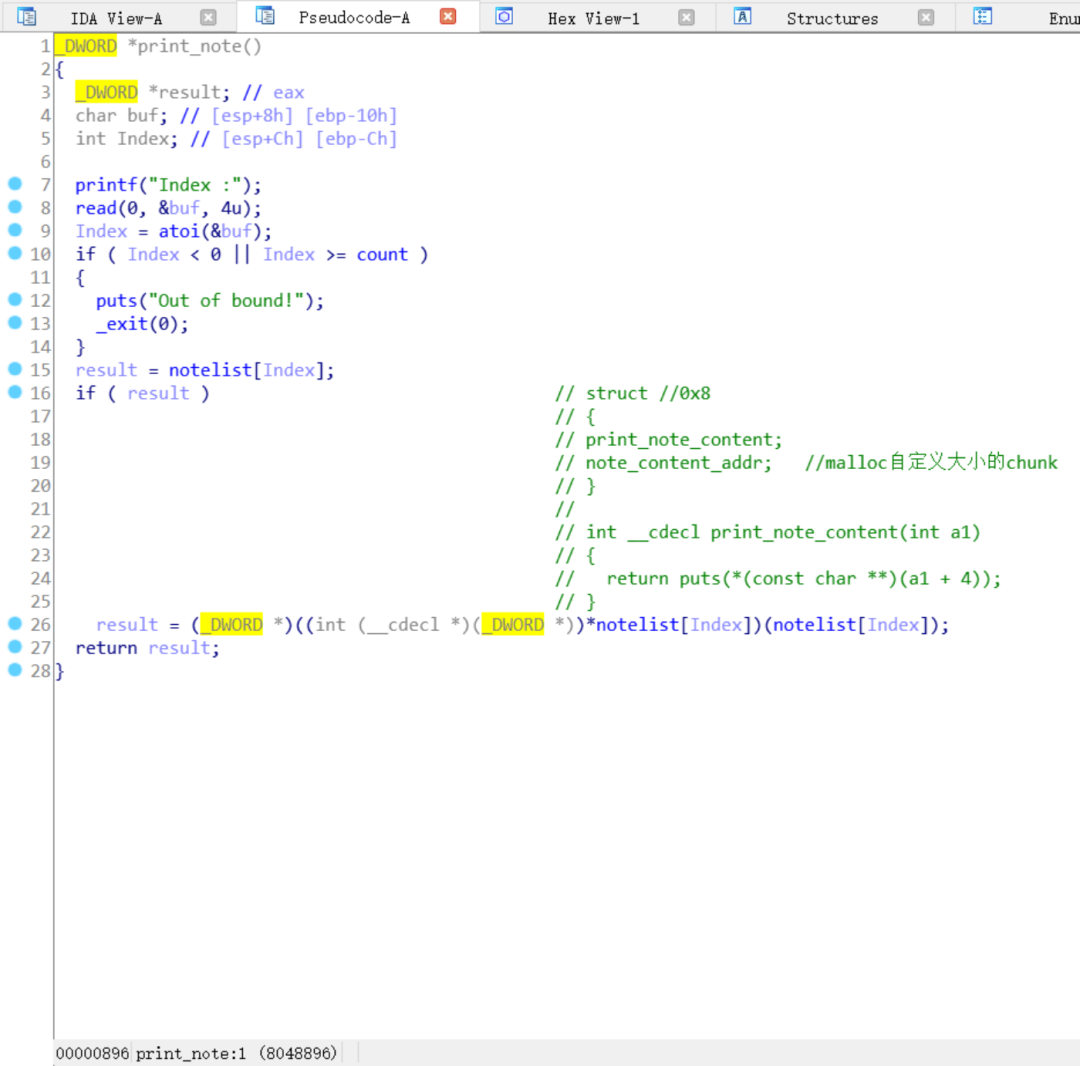 IDA View-A Pseudocode-A Hex View-1 Structures Enu
1 _DWORD *print_note()
2 {
3 _DWORD *result; // eax
4 char buf; // [esp+8h] [ebp-10h]
5 int Index; // [esp+Ch] [ebp-Ch]
6
7 printf("Index :");
8 read(0, &buf, 4u);
9 Index = atoi(&buf);
10 if ( Index < 0 || Index >= count )
11 {
12 puts("Out of bound!");
13 _exit(0);
14 }
15 result = notelist[Index];
16 if ( result ) // struct //0x8
17 // {
18 // print_note_content;
19 // note_content_addr; //malloc自定义大小的chunk
20 // }
21 //
22 // int __cdecl print_note_content(int a1)
23 // {
24 // return puts(*(const char **)(a1 + 4));
25 // }
26 result = (_DWORD *)((int (__cdecl *)(_DWORD *))*notelist[Index])(notelist[Index]);
27 return result;
28 }
00000896 print_note:1 (8048896)